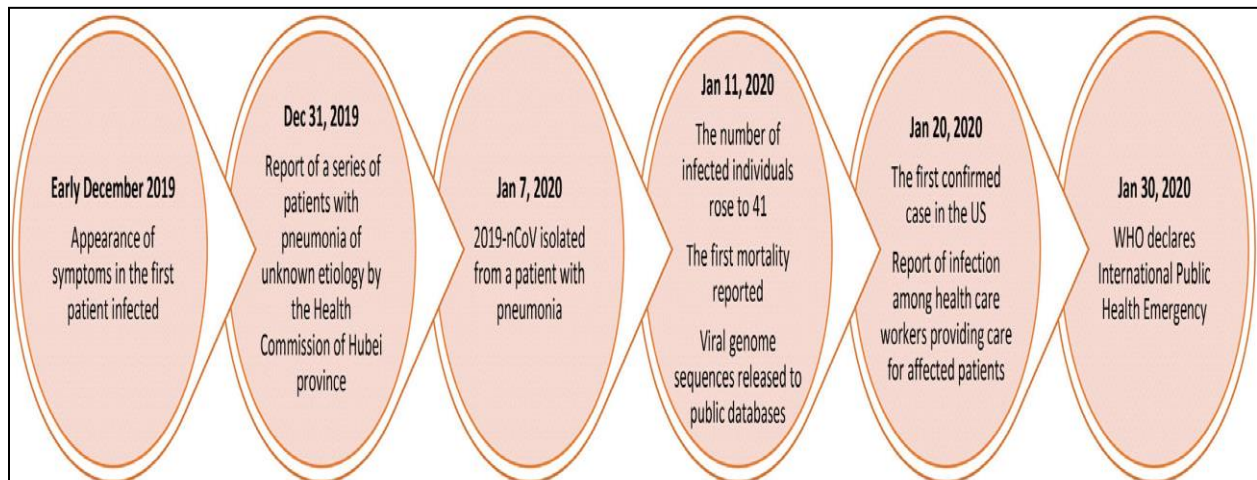 Early December 2019
Appearance of
symptoms in the first
patient infected
Dec 31, 2019
Report of a series of
patients with
pneumonia of
unknown etiology by
the Health
Commission of Hubei
province
Jan 7, 2020
2019-nCoV isolated
from a patient with
pneumonia
Jan 11, 2020
The number of
infected individuals
rose to 41
The first mortality
reported
Viral genome
sequences released to
public databases
Jan 20, 2020
The first confirmed
case in the US
Report of infection
among health care
workers providing care
for affected patients
Jan 30, 2020
WHO declares
International Public
Health Emergency